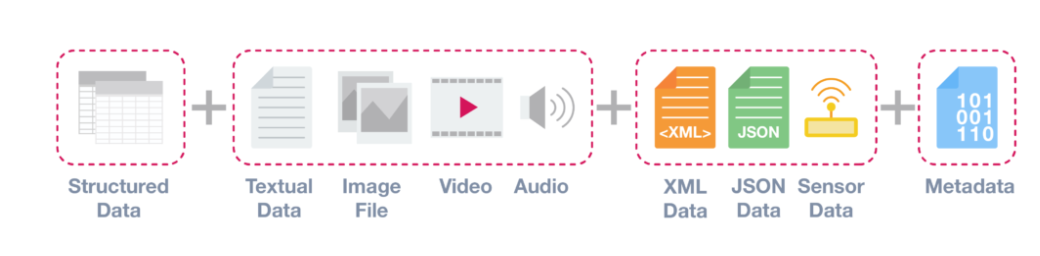 <XML>
JSON
101
001
110
Structured
Data
Textual
Data
Image
File
Video
Audio
XML
Data
JSON
Data
Sensor
Data
Metadata